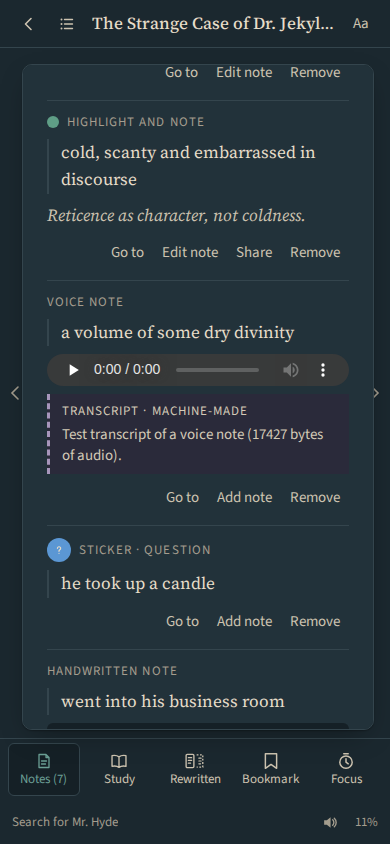 The Strange Case of Dr. Jekyl...
Aa
Go to Edit note Remove
HIGHLIGHT AND NOTE
cold, scanty and embarrassed in
discourse
Reticence as character, not coldness.
Go to Edit note Share Remove
VOICE NOTE
a volume of some dry divinity
0:00 / 0:00
TRANSCRIPT · MACHINE-MADE
Test transcript of a voice note (17427 bytes
of audio).
Go to Add note Remove
?
STICKER · QUESTION
he took up a candle
Go to Add note Remove
HANDWRITTEN NOTE
went into his business room
Notes (7) Study Rewritten Bookmark Focus
Search for Mr. Hyde
11%